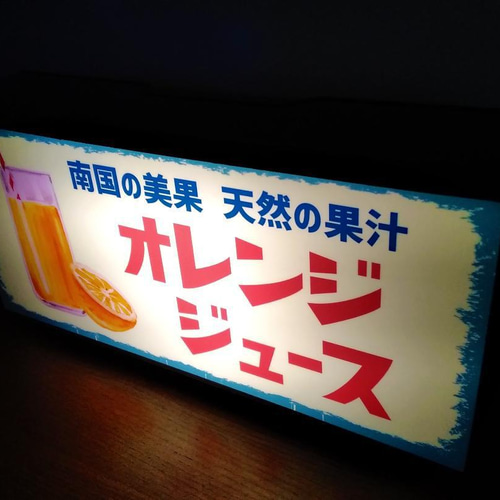 南国の美果 天然の果汁
オレンジ
ジュース